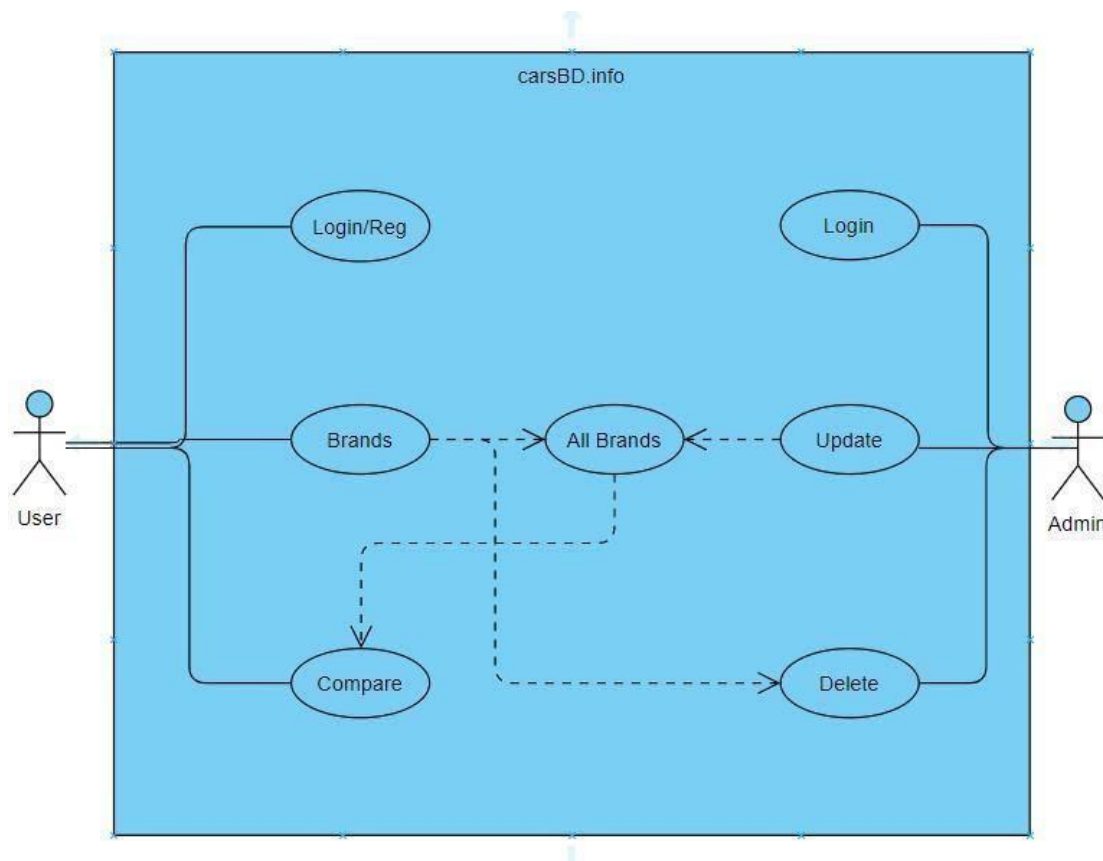 carsBD.info
Login/Reg
Login
Brands
All Brands
Update
User
Admin
Compare
Delete